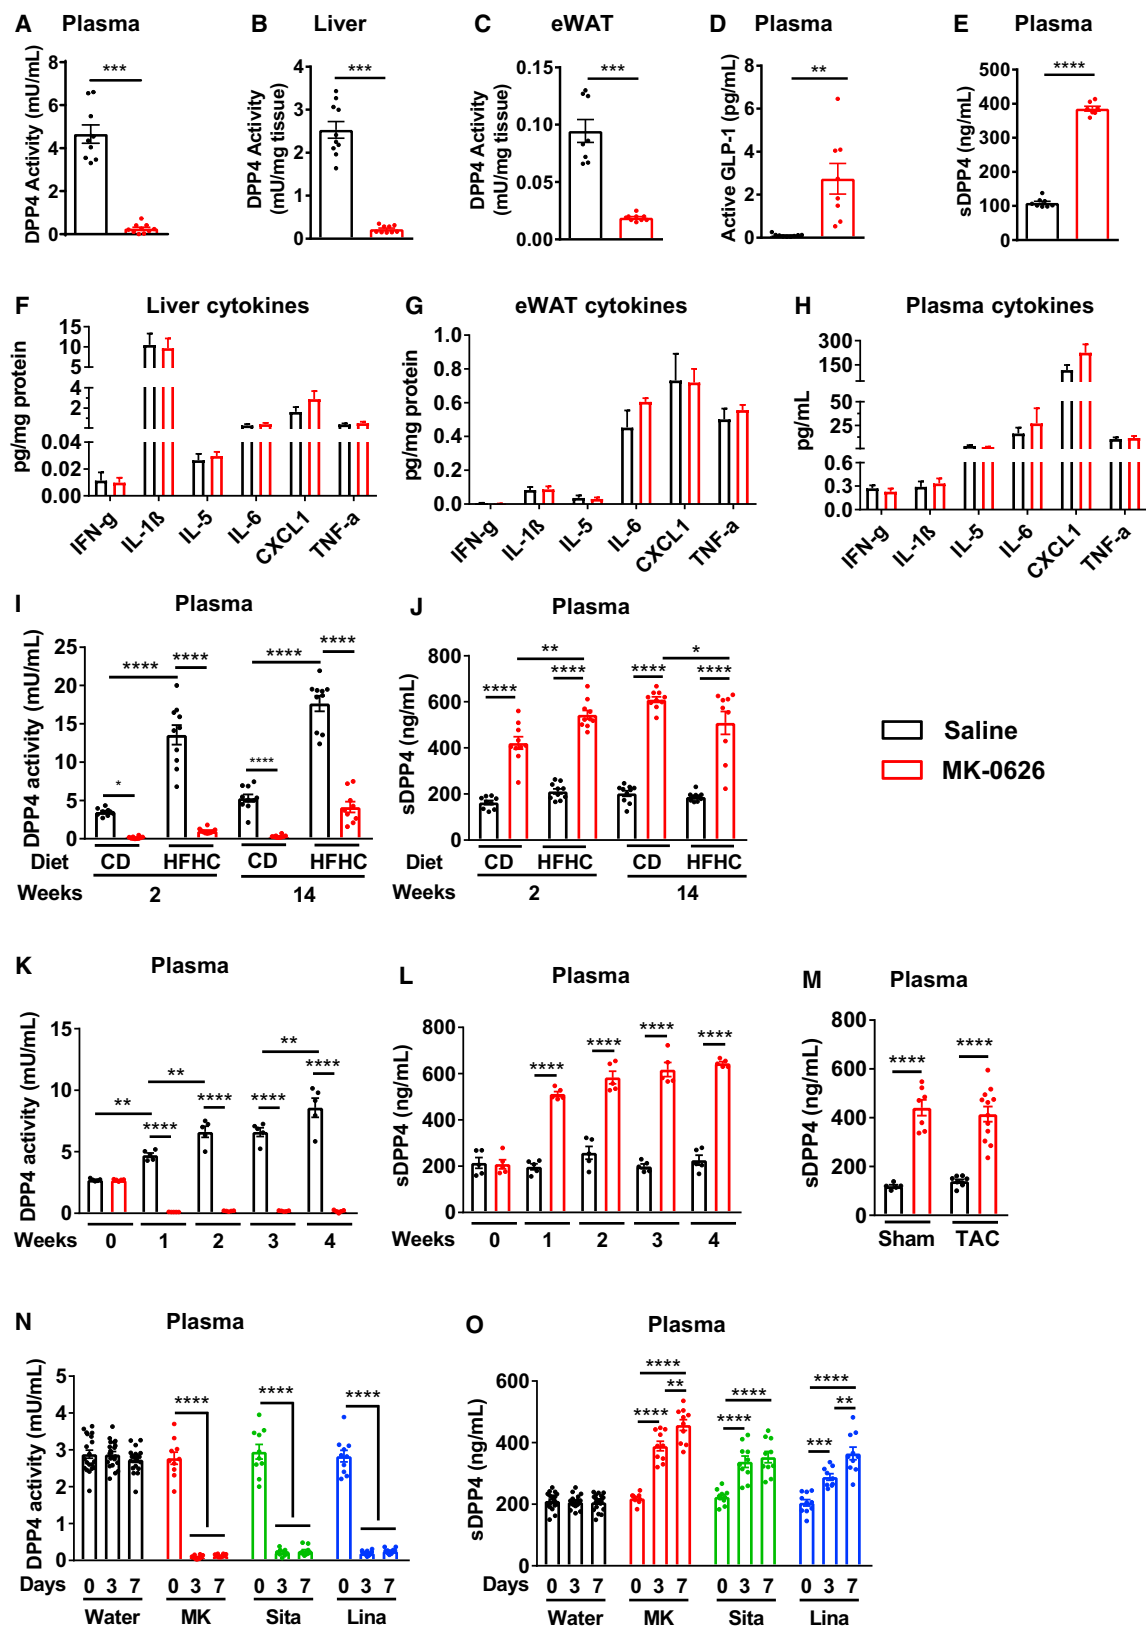 A Plasma
DPP4 Activity (mU/mL)
8
6
4
2
0
***
B Liver
DPP4 Activity
(mU/mg tissue)
4
3
2
1
0
***
C eWAT
DPP4 Activity
(mU/mg tissue)
0.15
0.10
0.05
0.00
***
D Plasma
Active GLP-1 (pg/mL)
6
4
2
0
**
E Plasma
sDPP4 (ng/mL)
500
400
300
200
100
0
****
F Liver cytokines
pg/mg protein
15
10
5
4
2
0.04
0.02
0.00
IFN-g IL-1ß IL-5 IL-6 CXCL1 TNF-a
G eWAT cytokines
pg/mg protein
1.0
0.8
0.6
0.4
0.2
0.0
IFN-g IL-1ß IL-5 IL-6 CXCL1 TNF-a
H Plasma cytokines
pg/mL
300
150
50
25
0.6
0.3
0.0
IFN-g IL-1ß IL-5 IL-6 CXCL1 TNF-a
I Plasma
DPP4 activity (mU/mL)
25
20
15
10
5
0
* **** **** **** **** ****
Diet CD HFHC CD HFHC
Weeks 2 14
J Plasma
sDPP4 (ng/mL)
800
600
400
200
0
**** ** **** **** * ****
CD HFHC CD HFHC
Weeks 2 14
Saline
MK-0626
K Plasma
DPP4 activity (mU/mL)
15
10
5
0
** **** ** **** **** ** ****
Weeks 0 1 2 3 4
L Plasma
sDPP4 (ng/mL)
800
600
400
200
0
**** **** **** ****
Weeks 0 1 2 3 4
M Plasma
sDPP4 (ng/mL)
800
600
400
200
0
**** ****
Sham TAC
N Plasma
DPP4 activity (mU/mL)
5
4
3
2
1
0
**** **** ****
Days 0 3 7 0 3 7 0 3 7 0 3 7
Water MK Sita Lina
O Plasma
sDPP4 (ng/mL)
600
400
200
0
**** **** ** **** **** **** *** **
Days 0 3 7 0 3 7 0 3 7 0 3 7
Water MK Sita Lina